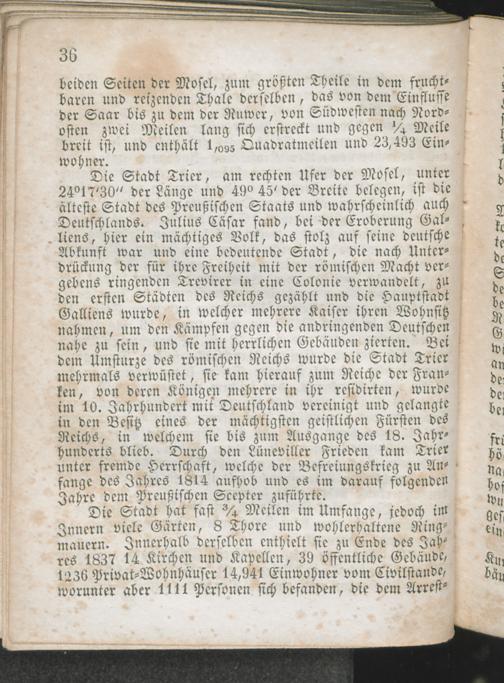 36
beiden Seiten der Mosel, zum größten Theile in dem frucht-
baren und reizenden Thale derselben, das von dem Einflusse
der Saar bis zu dem der Ruwer, von Südwesten nach Nord-
osten zwei Meilen lang sich erstreckt und gegen ¼ Meile
breit ist, und enthält 1,095 Quadratmeilen und 23,493 Ein-
wohner.
Die Stadt Trier, am rechten Ufer der Mosel, unter
24°17'30" der Länge und 49° 45' der Breite belegen, ist die
älteste Stadt des Preußischen Staats und wahrscheinlich auch
Deutschlands. Julius Cäsar fand, bei der Eroberung Gal-
liens, hier ein mächtiges Volk, das stolz auf seine deutsche
Abkunft war und eine bedeutende Stadt, die nach Unter-
drückung der für ihre Freiheit mit der römischen Macht ver-
gebens ringenden Trevirer in eine Colonie verwandelt, zu
den ersten Städten des Reichs gezählt und die Hauptstadt
Galliens wurde, in welcher mehrere Kaiser ihren Wohnsitz
nahmen, um den Kämpfen gegen die andringenden Deutschen
nahe zu sein, und sie mit herrlichen Gebäuden zierten. Bei
dem Umsturze des römischen Reichs wurde die Stadt Trier
mehrmals verwüstet, sie kam hierauf zum Reiche der Fran-
ken, von deren Königen mehrere in ihr residirten, wurde
im 10. Jahrhundert mit Deutschland vereinigt und gelangte
in den Besitz eines der mächtigsten geistlichen Fürsten des
Reichs, in welchem sie bis zum Ausgange des 18. Jahr-
hunderts blieb. Durch den Lüneviller Frieden kam Trier
unter fremde Herrschaft, welche der Befreiungskrieg zu An-
fange des Jahres 1814 aufhob und es im darauf folgenden
Jahre dem Preußischen Scepter zuführte.
Die Stadt hat fast ¾ Meilen im Umfange, jedoch im
Innern viele Gärten, 8 Thore und wohlerhaltene Ring-
mauern. Innerhalb derselben enthielt sie zu Ende des Jah-
res 1837 14 Kirchen und Kapellen, 39 öffentliche Gebäude,
1236 Privat-Wohnhäuser 14,941 Einwohner vom Civilstande,
worunter aber 1111 Personen sich befanden, die dem Arrest-